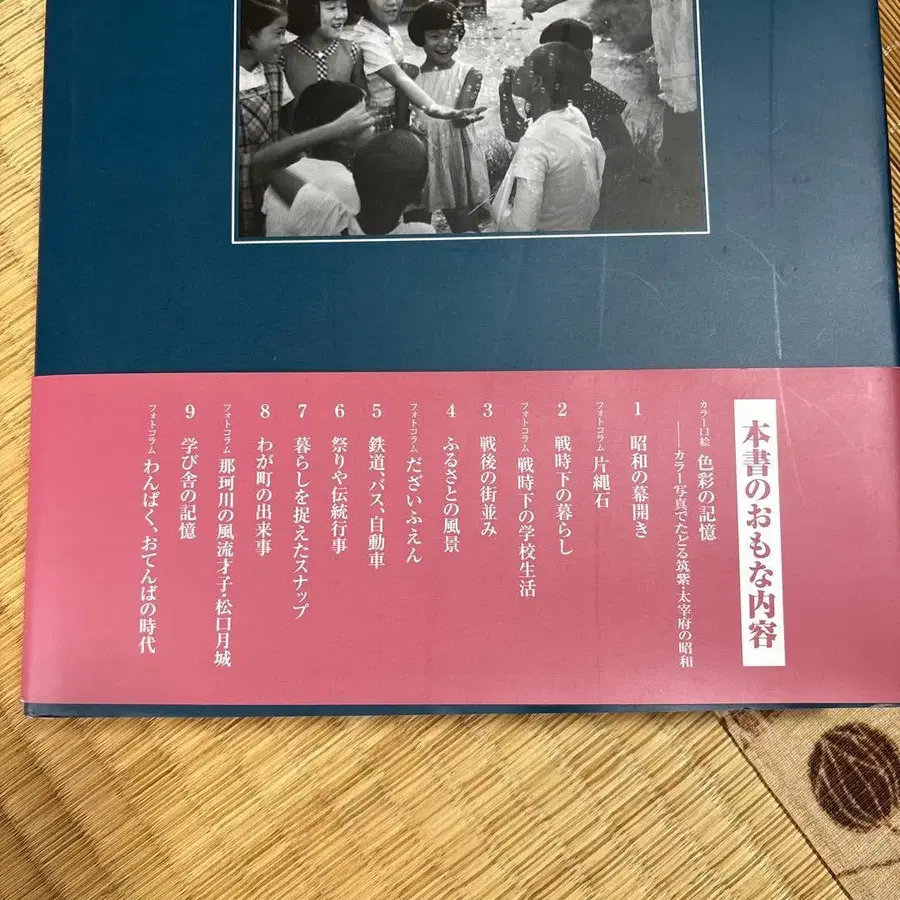 本書のおもな内容
カラー口絵 色彩の記憶
――カラー写真でたどる筑紫・太宰府の昭和
1 昭和の幕開き
フォトコラム 片縄石
2 戦時下の暮らし
フォトコラム 戦時下の学校生活
3 戦後の街並み
4 ふるさとの風景
フォトコラム だざいふえん
5 鉄道、バス、自動車
6 祭りや伝統行事
7 暮らしを捉えたスナップ
8 わが町の出来事
フォトコラム 那珂川の風流才子・松口月城
9 学び舎の記憶
フォトコラム わんぱく、おてんばの時代